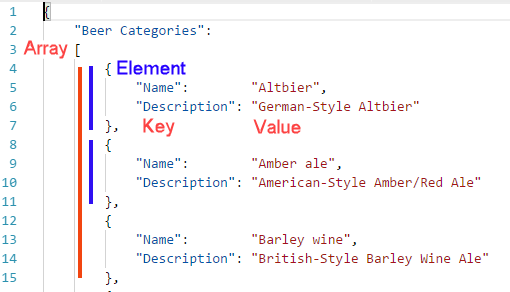 1 {
2 "Beer Categories":
3 Array [
4 { Element
5 "Name": "Altbier",
6 "Description": "German-Style Altbier"
7 }, Key Value
8 {
9 "Name": "Amber ale",
10 "Description": "American-Style Amber/Red Ale"
11 },
12 {
13 "Name": "Barley wine",
14 "Description": "British-Style Barley Wine Ale"
15 },